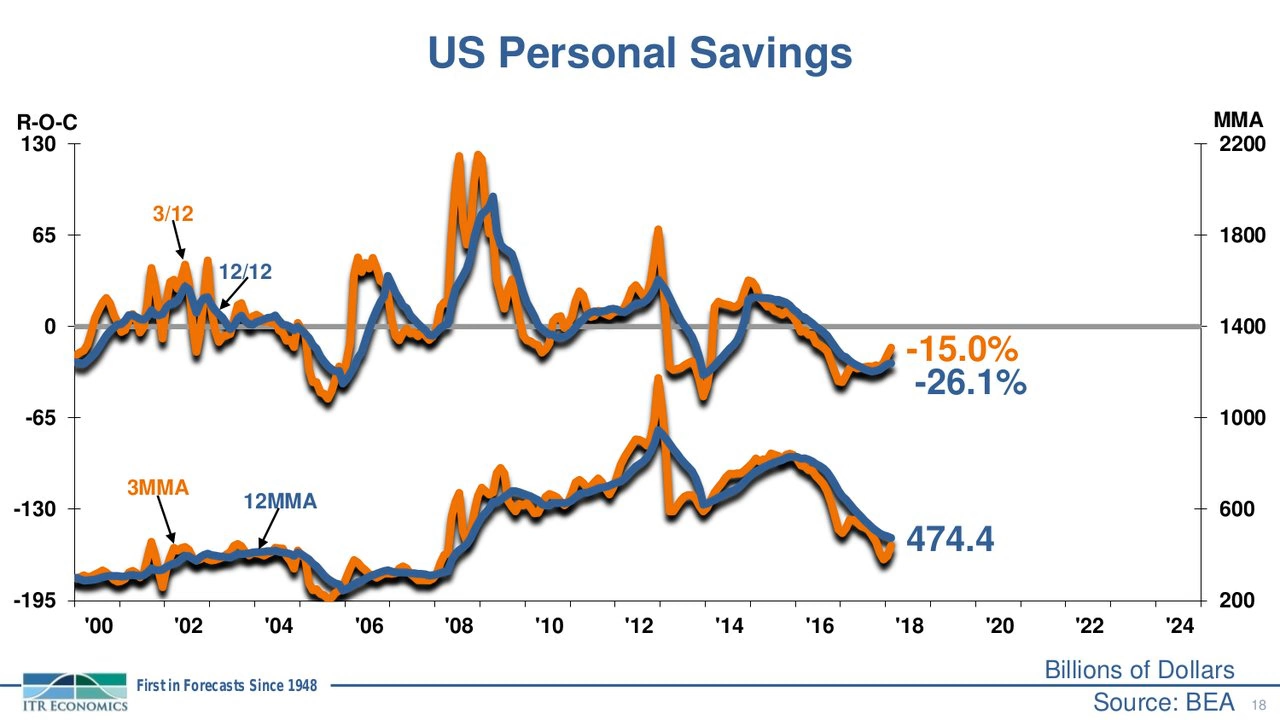 US Personal Savings
R-O-C
MMA
130
2200
3/12
65
1800
12/12
0
1400
-15.0%
-26.1%
-65
1000
3MMA
12MMA
-130
600
474.4
-195
200
'00 '02 '04 '06 '08 '10 '12 '14 '16 '18 '20 '22 '24
Billions of Dollars
First in Forecasts Since 1948
ITR ECONOMICS
Source: BEA 18